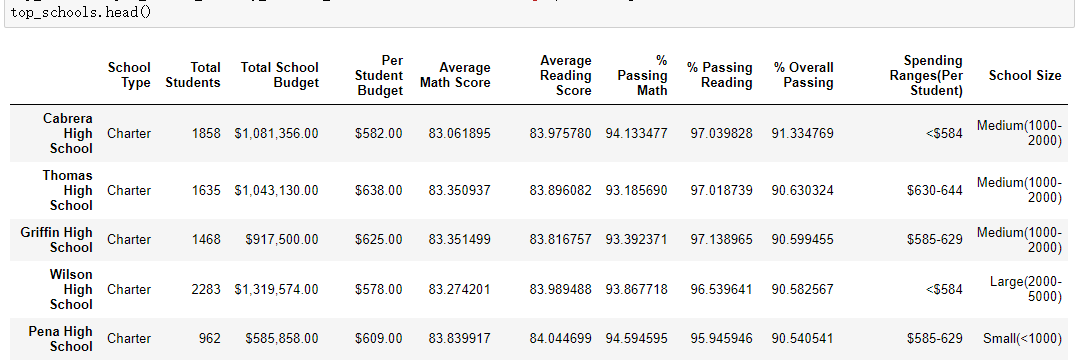 top_schools.head()
School Type Total Students Total School Budget Per Student Budget Average Math Score Average Reading Score % Passing Math % Passing Reading % Overall Passing Spending Ranges(Per Student) School Size
Cabrera High School Charter 1858 $1,081,356.00 $582.00 83.061895 83.975780 94.133477 97.039828 91.334769 <$584 Medium(1000-2000)
Thomas High School Charter 1635 $1,043,130.00 $638.00 83.350937 83.896082 93.185690 97.018739 90.630324 $630-644 Medium(1000-2000)
Griffin High School Charter 1468 $917,500.00 $625.00 83.351499 83.816757 93.392371 97.138965 90.599455 $585-629 Medium(1000-2000)
Wilson High School Charter 2283 $1,319,574.00 $578.00 83.274201 83.989488 93.867718 96.539641 90.582567 <$584 Large(2000-5000)
Pena High School Charter 962 $585,858.00 $609.00 83.839917 84.044699 94.594595 95.945946 90.540541 $585-629 Small(<1000)